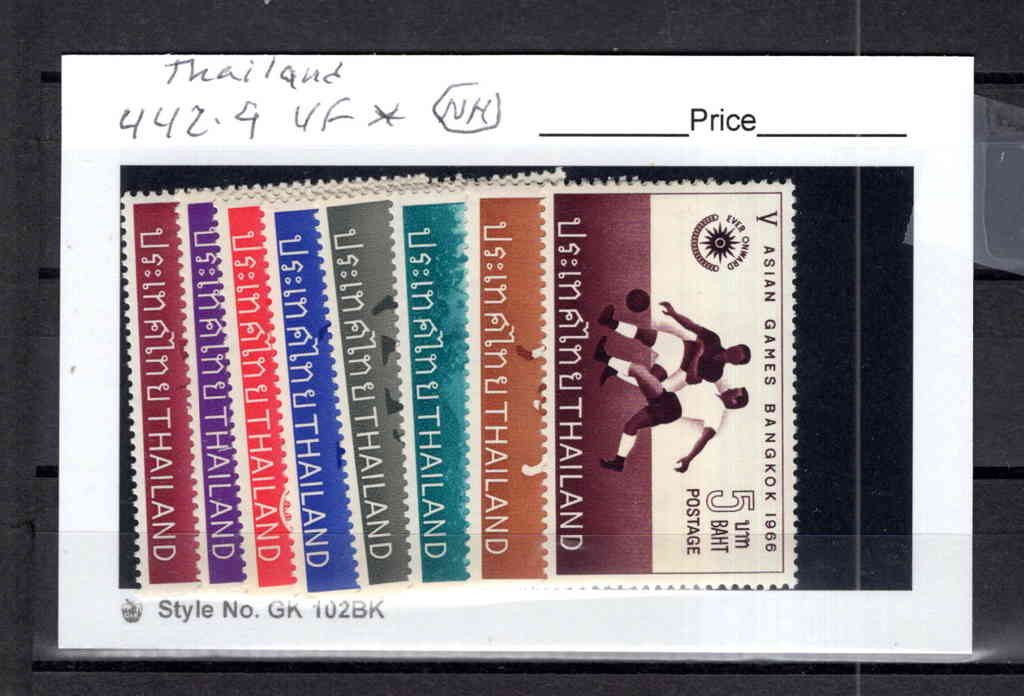 Thailand
442.9 VF * NH
Price
ประเทศไทย THAILAND
ประเทศไทย THAILAND
ประเทศไทย THAILAND
ประเทศไทย THAILAND
ประเทศไทย THAILAND
ประเทศไทย THAILAND
ประเทศไทย THAILAND
ประเทศไทย THAILAND
EVER ONWARD
V ASIAN GAMES BANGKOK 1966
5 บาท
BAHT
POSTAGE
Style No. GK 102BK